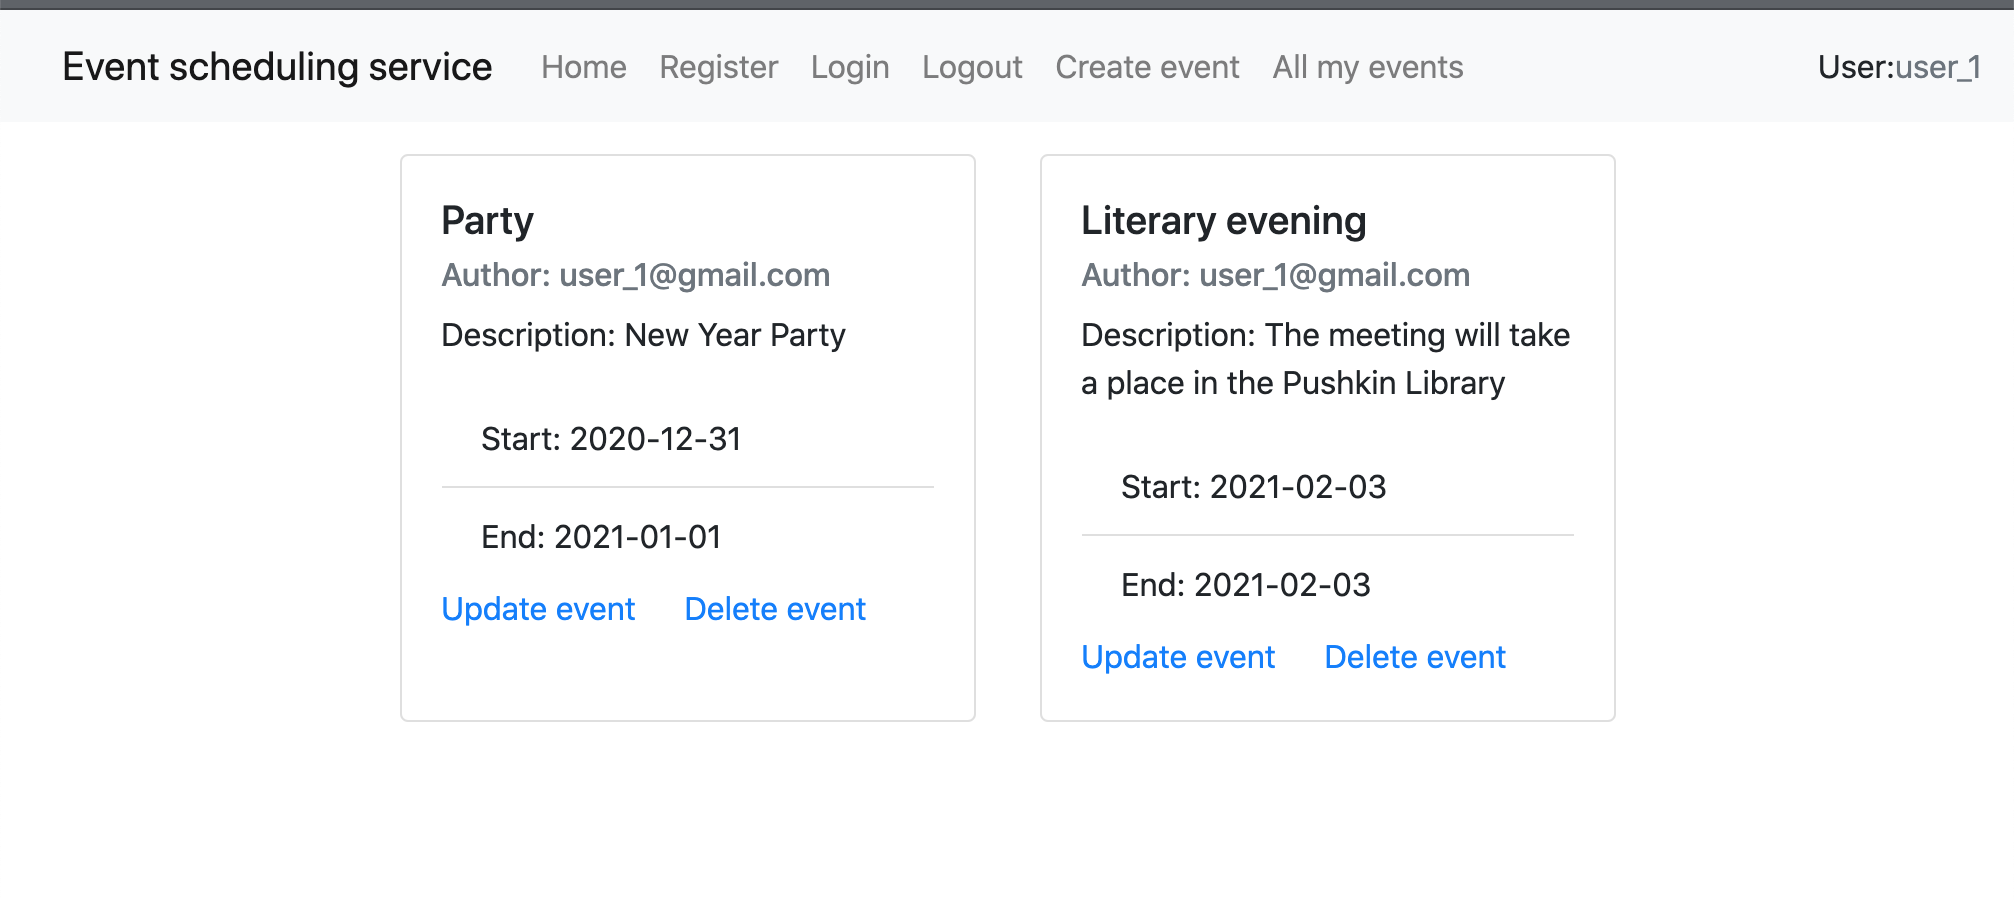 Event scheduling service Home Register Login Logout Create event All my events User:user_1
Party
Author: user_1@gmail.com
Description: New Year Party
Start: 2020-12-31
End: 2021-01-01
Update event Delete event
Literary evening
Author: user_1@gmail.com
Description: The meeting will take
a place in the Pushkin Library
Start: 2021-02-03
End: 2021-02-03
Update event Delete event